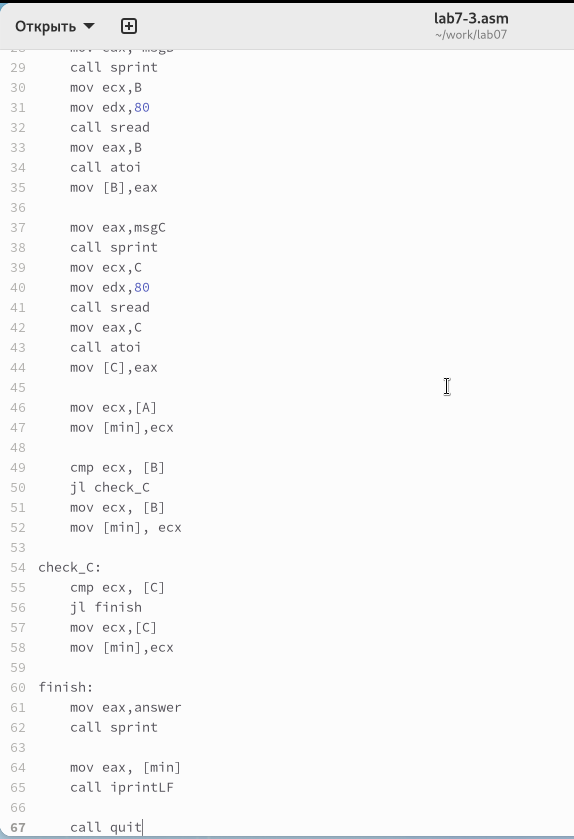 Открыть
lab7-3.asm
~/work/lab07
28 mov eax, msgB
29 call sprint
30 mov ecx,B
31 mov edx,80
32 call sread
33 mov eax,B
34 call atoi
35 mov [B],eax
36
37 mov eax,msgC
38 call sprint
39 mov ecx,C
40 mov edx,80
41 call sread
42 mov eax,C
43 call atoi
44 mov [C],eax
45
46 mov ecx,[A]
47 mov [min],ecx
48
49 cmp ecx, [B]
50 jl check_C
51 mov ecx, [B]
52 mov [min], ecx
53
54 check_C:
55 cmp ecx, [C]
56 jl finish
57 mov ecx,[C]
58 mov [min],ecx
59
60 finish:
61 mov eax,answer
62 call sprint
63
64 mov eax, [min]
65 call iprintLF
66
67 call quit